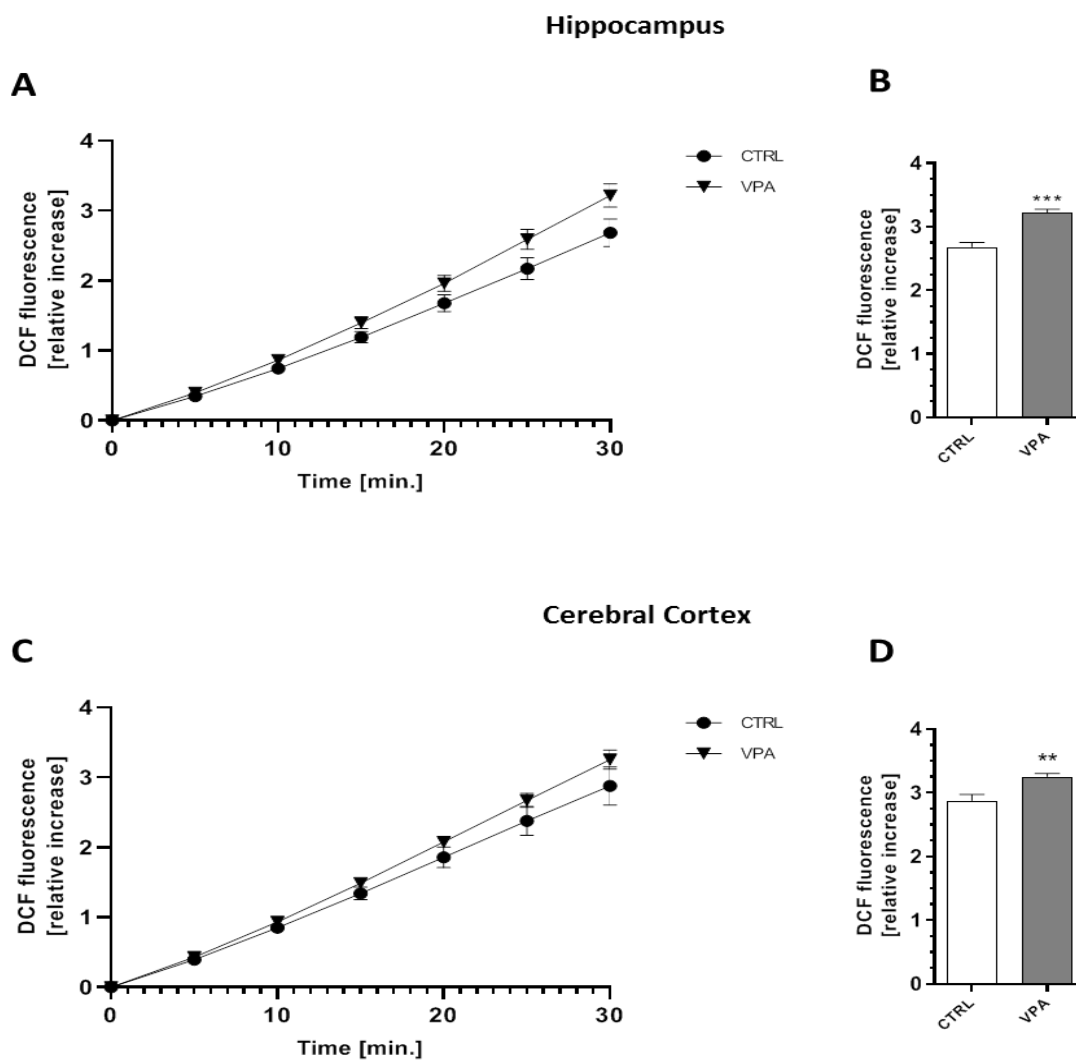 Hippocampus
A
B
DCF fluorescence
[relative increase]
4
3
2
1
0
0
10
20
30
Time [min.]
CTRL
VPA
DCF fluorescence
[relative increase]
4
3
2
1
0
***
CTRL
VPA
Cerebral Cortex
C
D
DCF fluorescence
[relative increase]
4
3
2
1
0
0
10
20
30
Time [min.]
CTRL
VPA
DCF fluorescence
[relative increase]
4
3
2
1
0
**
CTRL
VPA